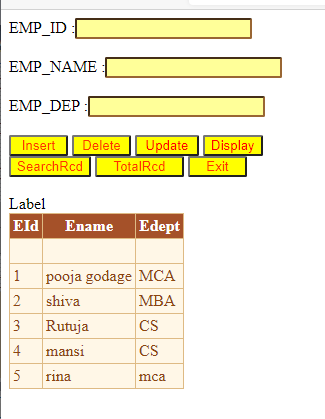 EMP_ID :
EMP_NAME :
EMP_DEP :
Insert Delete Update Display
SearchRcd TotalRcd Exit
Label
EId Ename Edept
1 pooja godage MCA
2 shiva MBA
3 Rutuja CS
4 mansi CS
5 rina mca